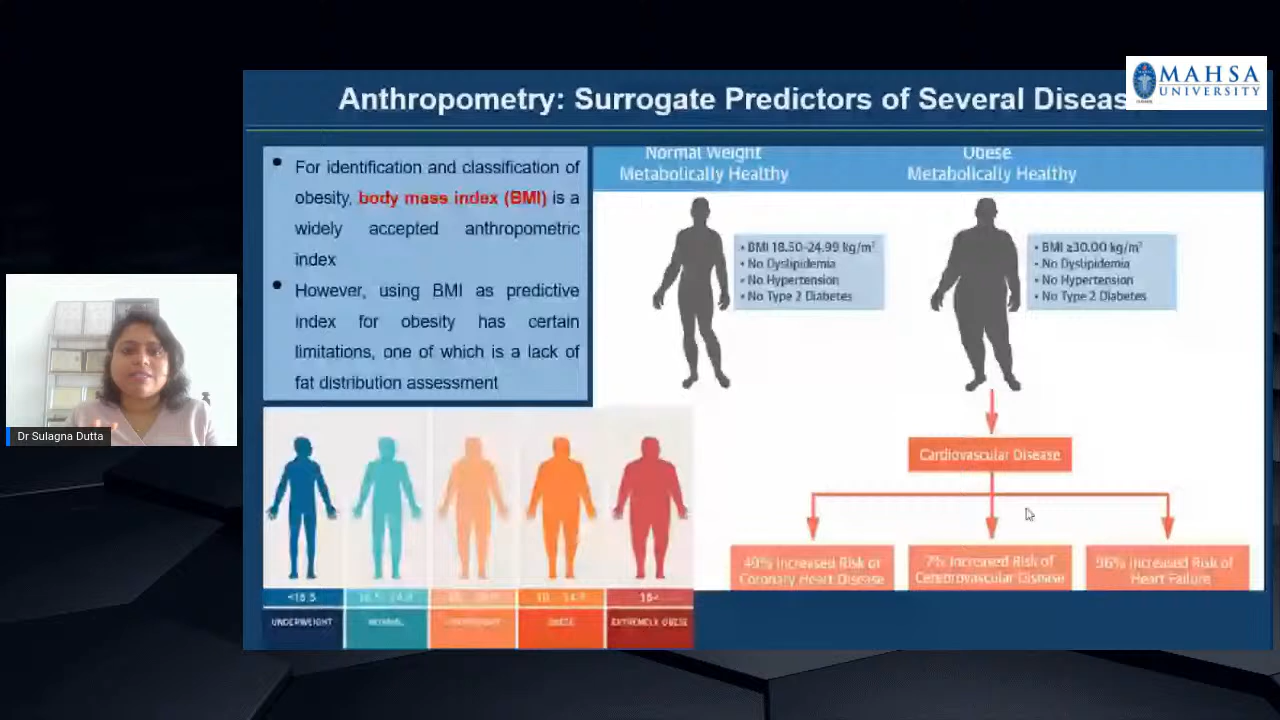 Anthropometry: Surrogate Predictors of Several Diseas
MAHSA
UNIVERSITY
• For identification and classification of
obesity, body mass index (BMI) is a
widely accepted anthropometric
index
• However, using BMI as predictive
index for obesity has certain
limitations, one of which is a lack of
fat distribution assessment
Normal Weight
Metabolically Healthy
• BMI 18.50-24.99 kg/m²
• No Dyslipidemia
• No Hypertension
• No Type 2 Diabetes
Obese
Metabolically Healthy
• BMI ≥30.00 kg/m²
• No Dyslipidemia
• No Hypertension
• No Type 2 Diabetes
Cardiovascular Disease
49% Increased Risk of
Coronary Heart Disease
7% Increased Risk of
Cerebrovascular Disease
96% Increased Risk of
Heart Failure
<18.5
UNDERWEIGHT
NORMAL
OBESE
EXTREMELY OBESE
Dr Sulagna Dutta